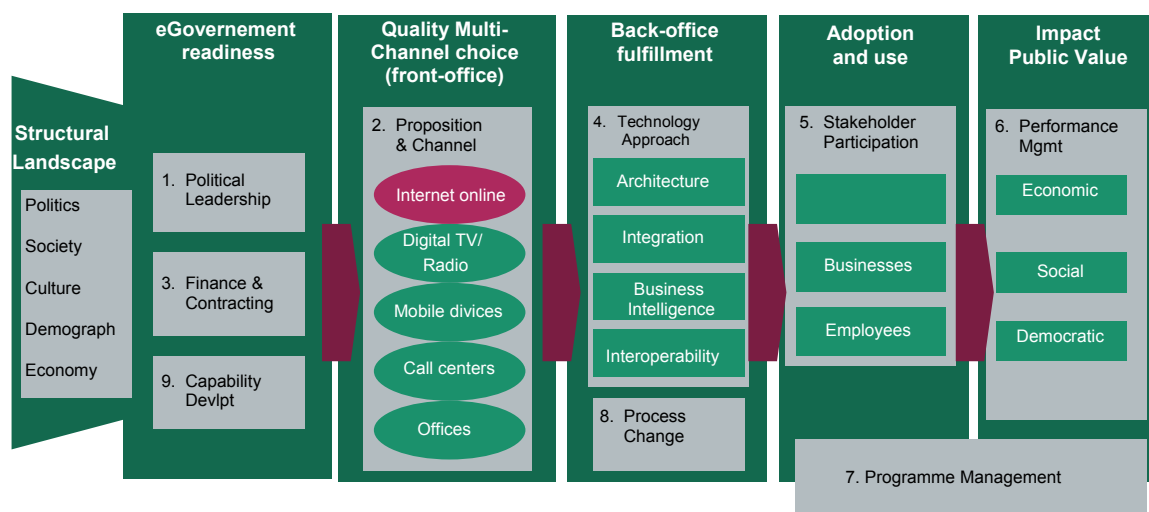 Structural
Landscape
Politics
Society
Culture
Demograph
Economy
eGovernement
readiness
1. Political
Leadership
3. Finance &
Contracting
9. Capability
Devlpt
Quality Multi-
Channel choice
(front-office)
2. Proposition
& Channel
Internet online
Digital TV/
Radio
Mobile divices
Call centers
Offices
Back-office
fulfillment
4. Technology
Approach
Architecture
Integration
Business
Intelligence
Interoperability
8. Process
Change
Adoption
and use
5. Stakeholder
Participation
Businesses
Employees
Impact
Public Value
6. Performance
Mgmt
Economic
Social
Democratic
7. Programme Management